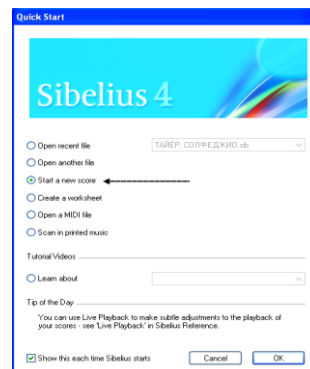 Quick Start
Sibelius 4
Open recent file
ТАЙЕР. СОЛФЕДЖИО.sib
Open another file
Start a new score
Create a worksheet
Open a MIDI file
Scan in printed music
Tutorial Videos
Learn about
Tip of the Day
You can use Live Playback to make subtle adjustments to the playback of
your scores - see 'Live Playback' in Sibelius Reference.
Show this each time Sibelius starts
Cancel
OK